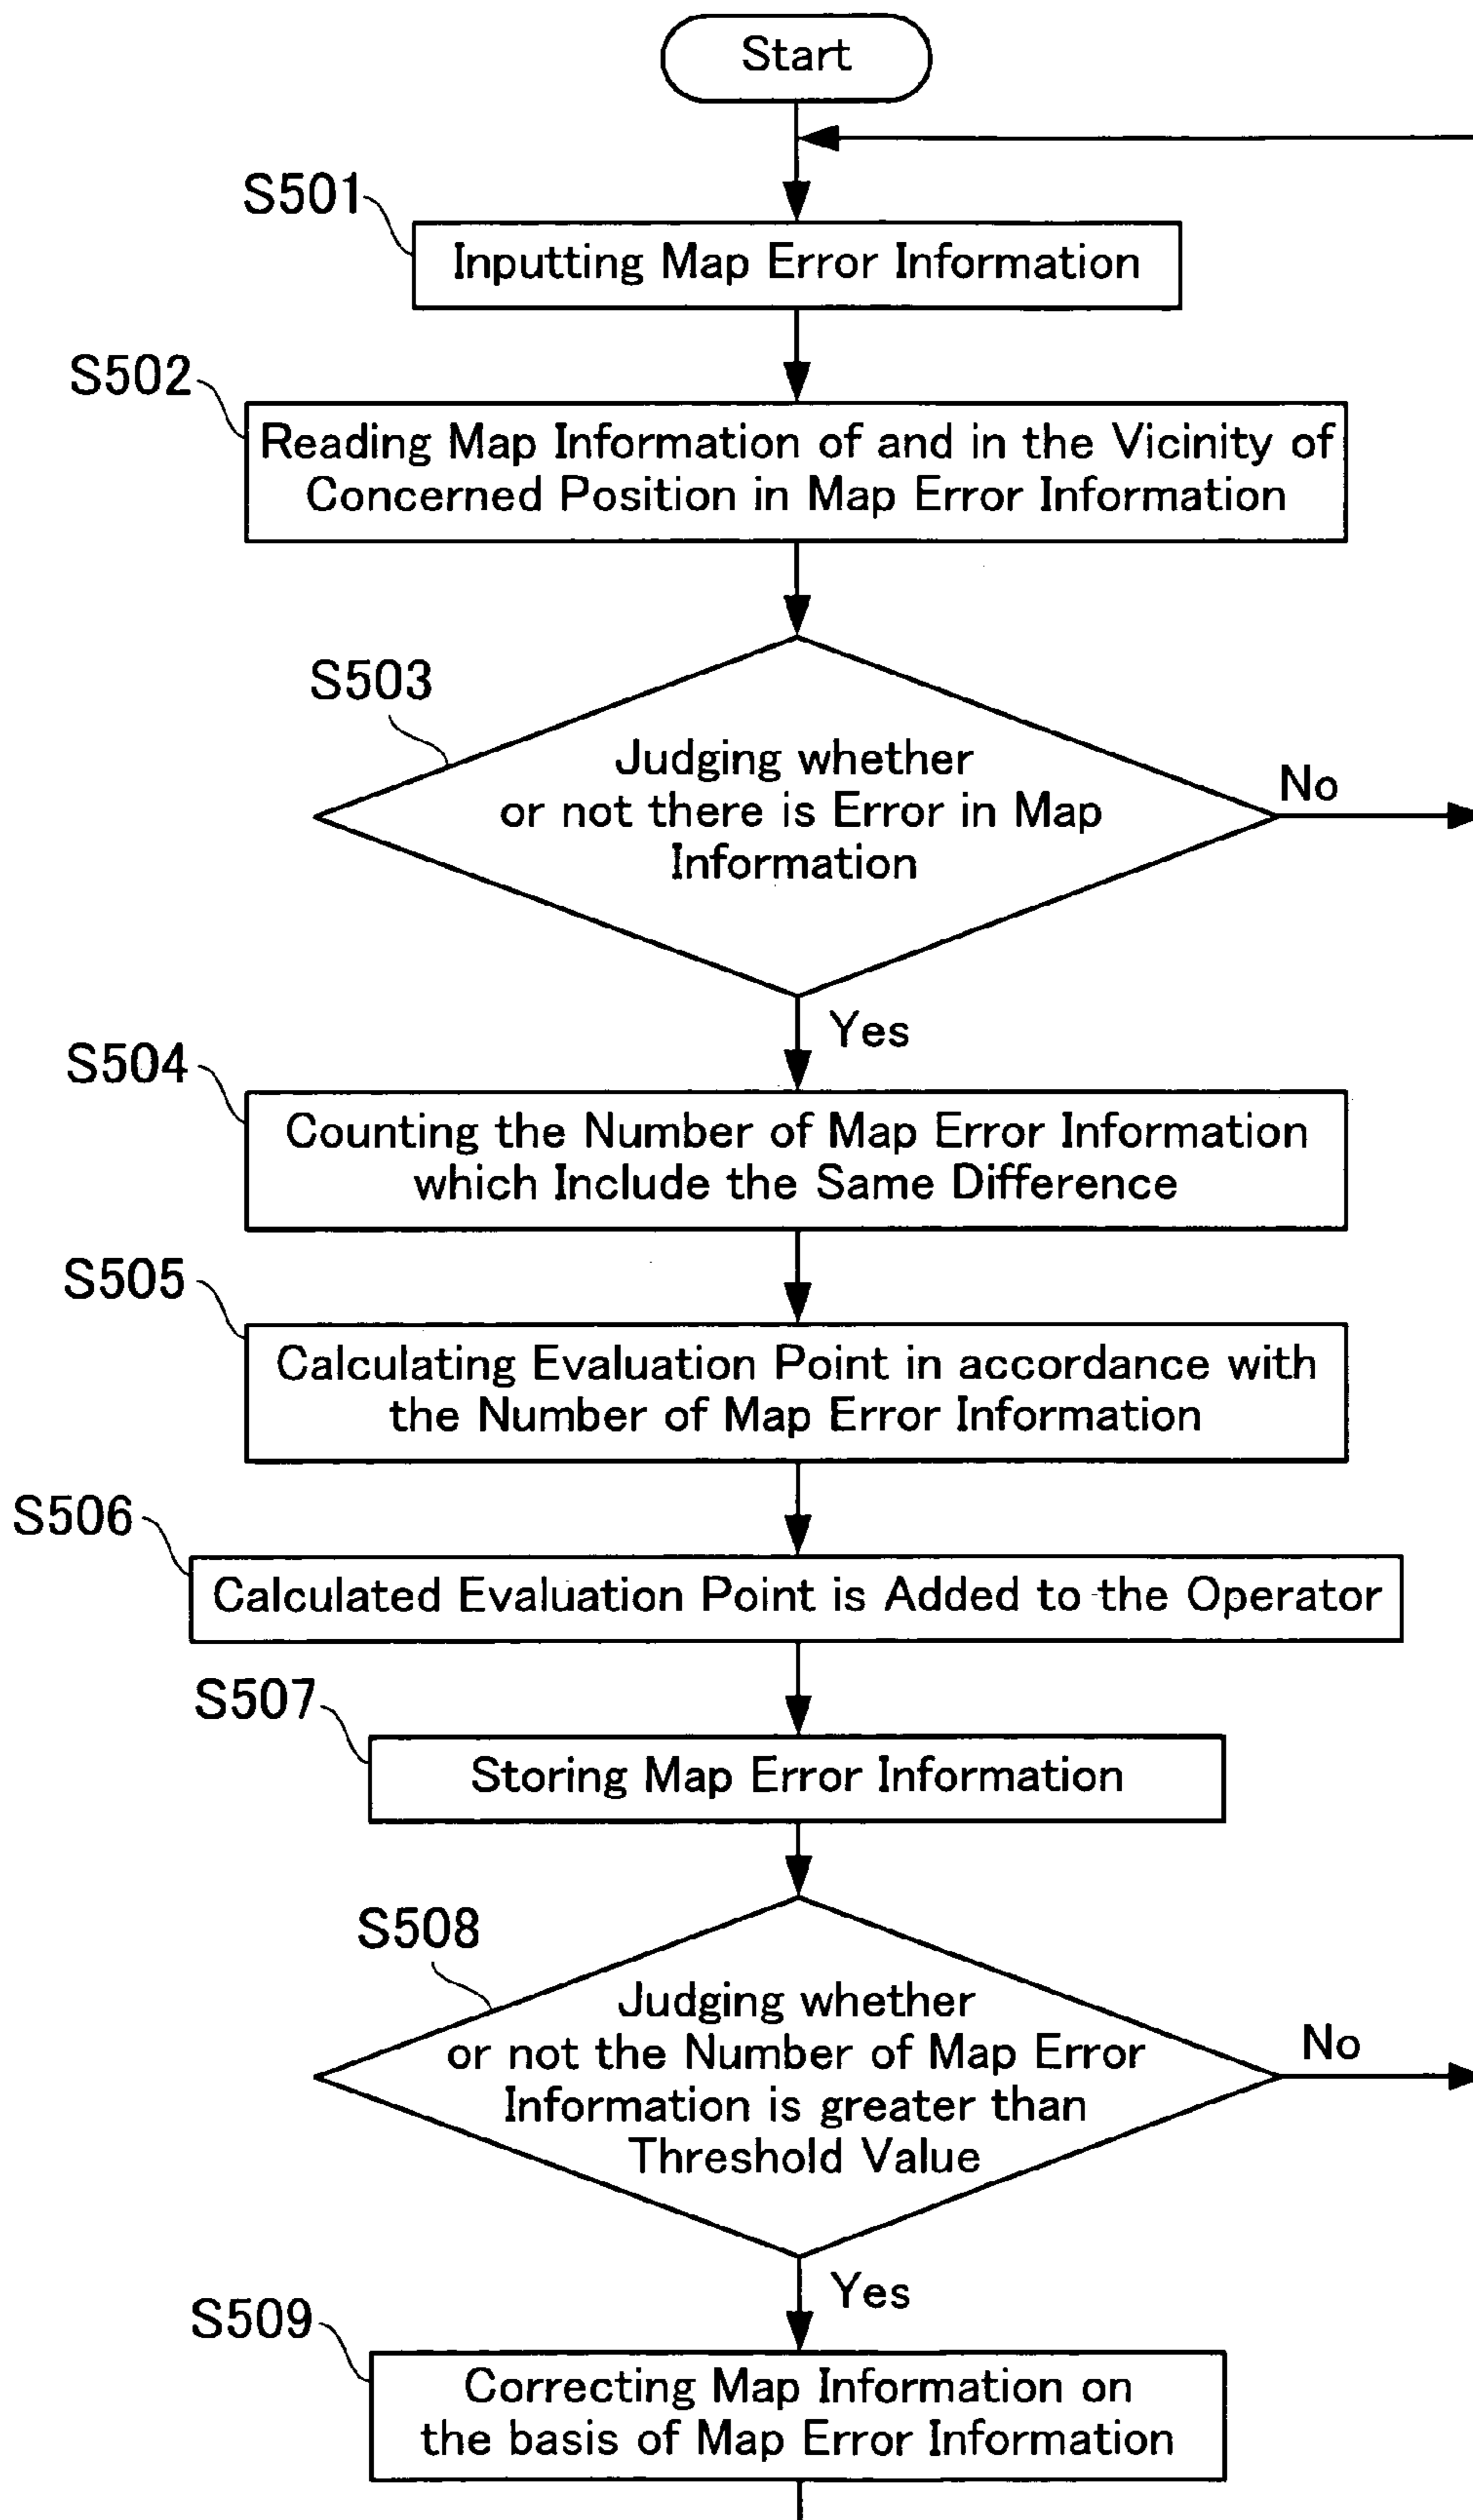 Start
S501
Inputting Map Error Information
S502
Reading Map Information of and in the Vicinity of
Concerned Position in Map Error Information
S503
Judging whether
or not there is Error in Map
Information
No
Yes
S504
Counting the Number of Map Error Information
which Include the Same Difference
S505
Calculating Evaluation Point in accordance with
the Number of Map Error Information
S506
Calculated Evaluation Point is Added to the Operator
S507
Storing Map Error Information
S508
Judging whether
or not the Number of Map Error
Information is greater than
Threshold Value
No
Yes
S509
Correcting Map Information on
the basis of Map Error Information